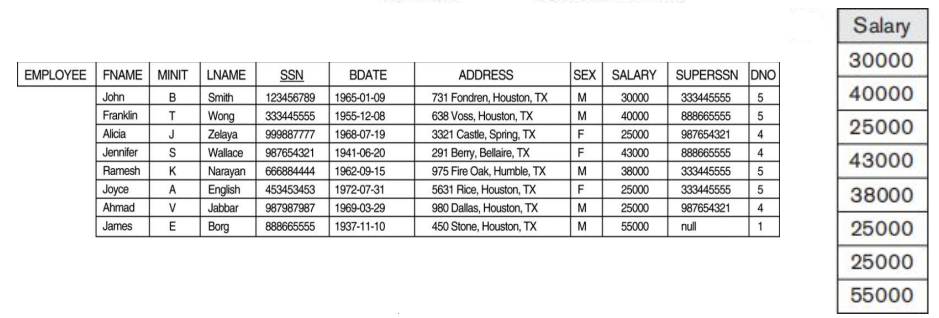 EMPLOYEE FNAME MINIT LNAME SSN BDATE ADDRESS SEX SALARY SUPERSSN DNO
John B Smith 123456789 1965-01-09 731 Fondren, Houston, TX M 30000 333445555 5
Franklin T Wong 333445555 1955-12-08 638 Voss, Houston, TX M 40000 888665555 5
Alicia J Zelaya 999887777 1968-07-19 3321 Castle, Spring, TX F 25000 987654321 4
Jennifer S Wallace 987654321 1941-06-20 291 Berry, Bellaire, TX F 43000 888665555 4
Ramesh K Narayan 666884444 1962-09-15 975 Fire Oak, Humble, TX M 38000 333445555 5
Joyce A English 453453453 1972-07-31 5631 Rice, Houston, TX F 25000 333445555 5
Ahmad V Jabbar 987987987 1969-03-29 980 Dallas, Houston, TX M 25000 987654321 4
James E Borg 888665555 1937-11-10 450 Stone, Houston, TX M 55000 null 1
Salary
30000
40000
25000
43000
38000
25000
25000
55000